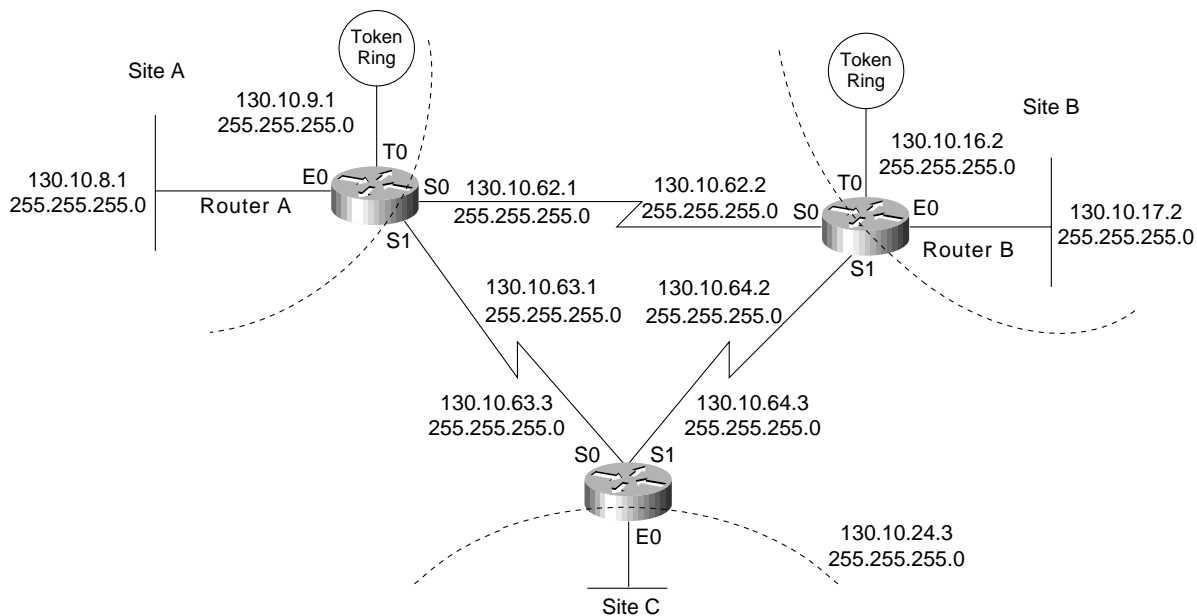 Token
Ring
Site A
130.10.9.1
255.255.255.0
T0
E0
S0
S1
130.10.8.1
255.255.255.0
Router A
130.10.62.1
255.255.255.0
130.10.62.2
255.255.255.0
Token
Ring
Site B
130.10.16.2
255.255.255.0
T0
S0
E0
S1
Router B
130.10.17.2
255.255.255.0
130.10.63.1
255.255.255.0
130.10.64.2
255.255.255.0
130.10.63.3
255.255.255.0
130.10.64.3
255.255.255.0
S0
S1
E0
130.10.24.3
255.255.255.0
Site C